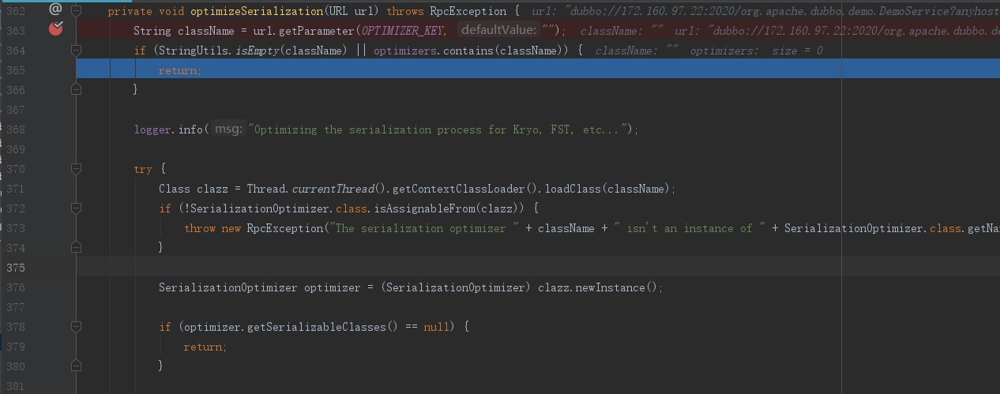 362 @ private void optimizeSerialization(URL url) throws RpcException { url: "dubbo://172.160.97.22:2020/org.apache.dubbo.demo.DemoService?anyhost
363 String className = url.getParameter(OPTIMIZER_KEY, defaultValue: ""); className: "" url: "dubbo://172.160.97.22:2020/org.apache.dubbo.de
364 if (StringUtils.isEmpty(className) || optimizers.contains(className)) { className: "" optimizers: size = 0
365 return;
366 }
367
368 logger.info( msg: "Optimizing the serialization process for Kryo, FST, etc...");
369
370 try {
371 Class clazz = Thread.currentThread().getContextClassLoader().loadClass(className);
372 if (!SerializationOptimizer.class.isAssignableFrom(clazz)) {
373 throw new RpcException("The serialization optimizer " + className + " isn't an instance of " + SerializationOptimizer.class.getNa
374 }
375
376 SerializationOptimizer optimizer = (SerializationOptimizer) clazz.newInstance();
377
378 if (optimizer.getSerializableClasses() == null) {
379 return;
380 }
381